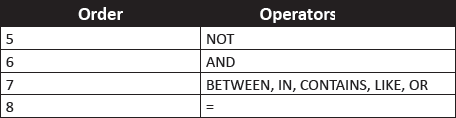 Order Operators
5 NOT
6 AND
7 BETWEEN, IN, CONTAINS, LIKE, OR
8 =